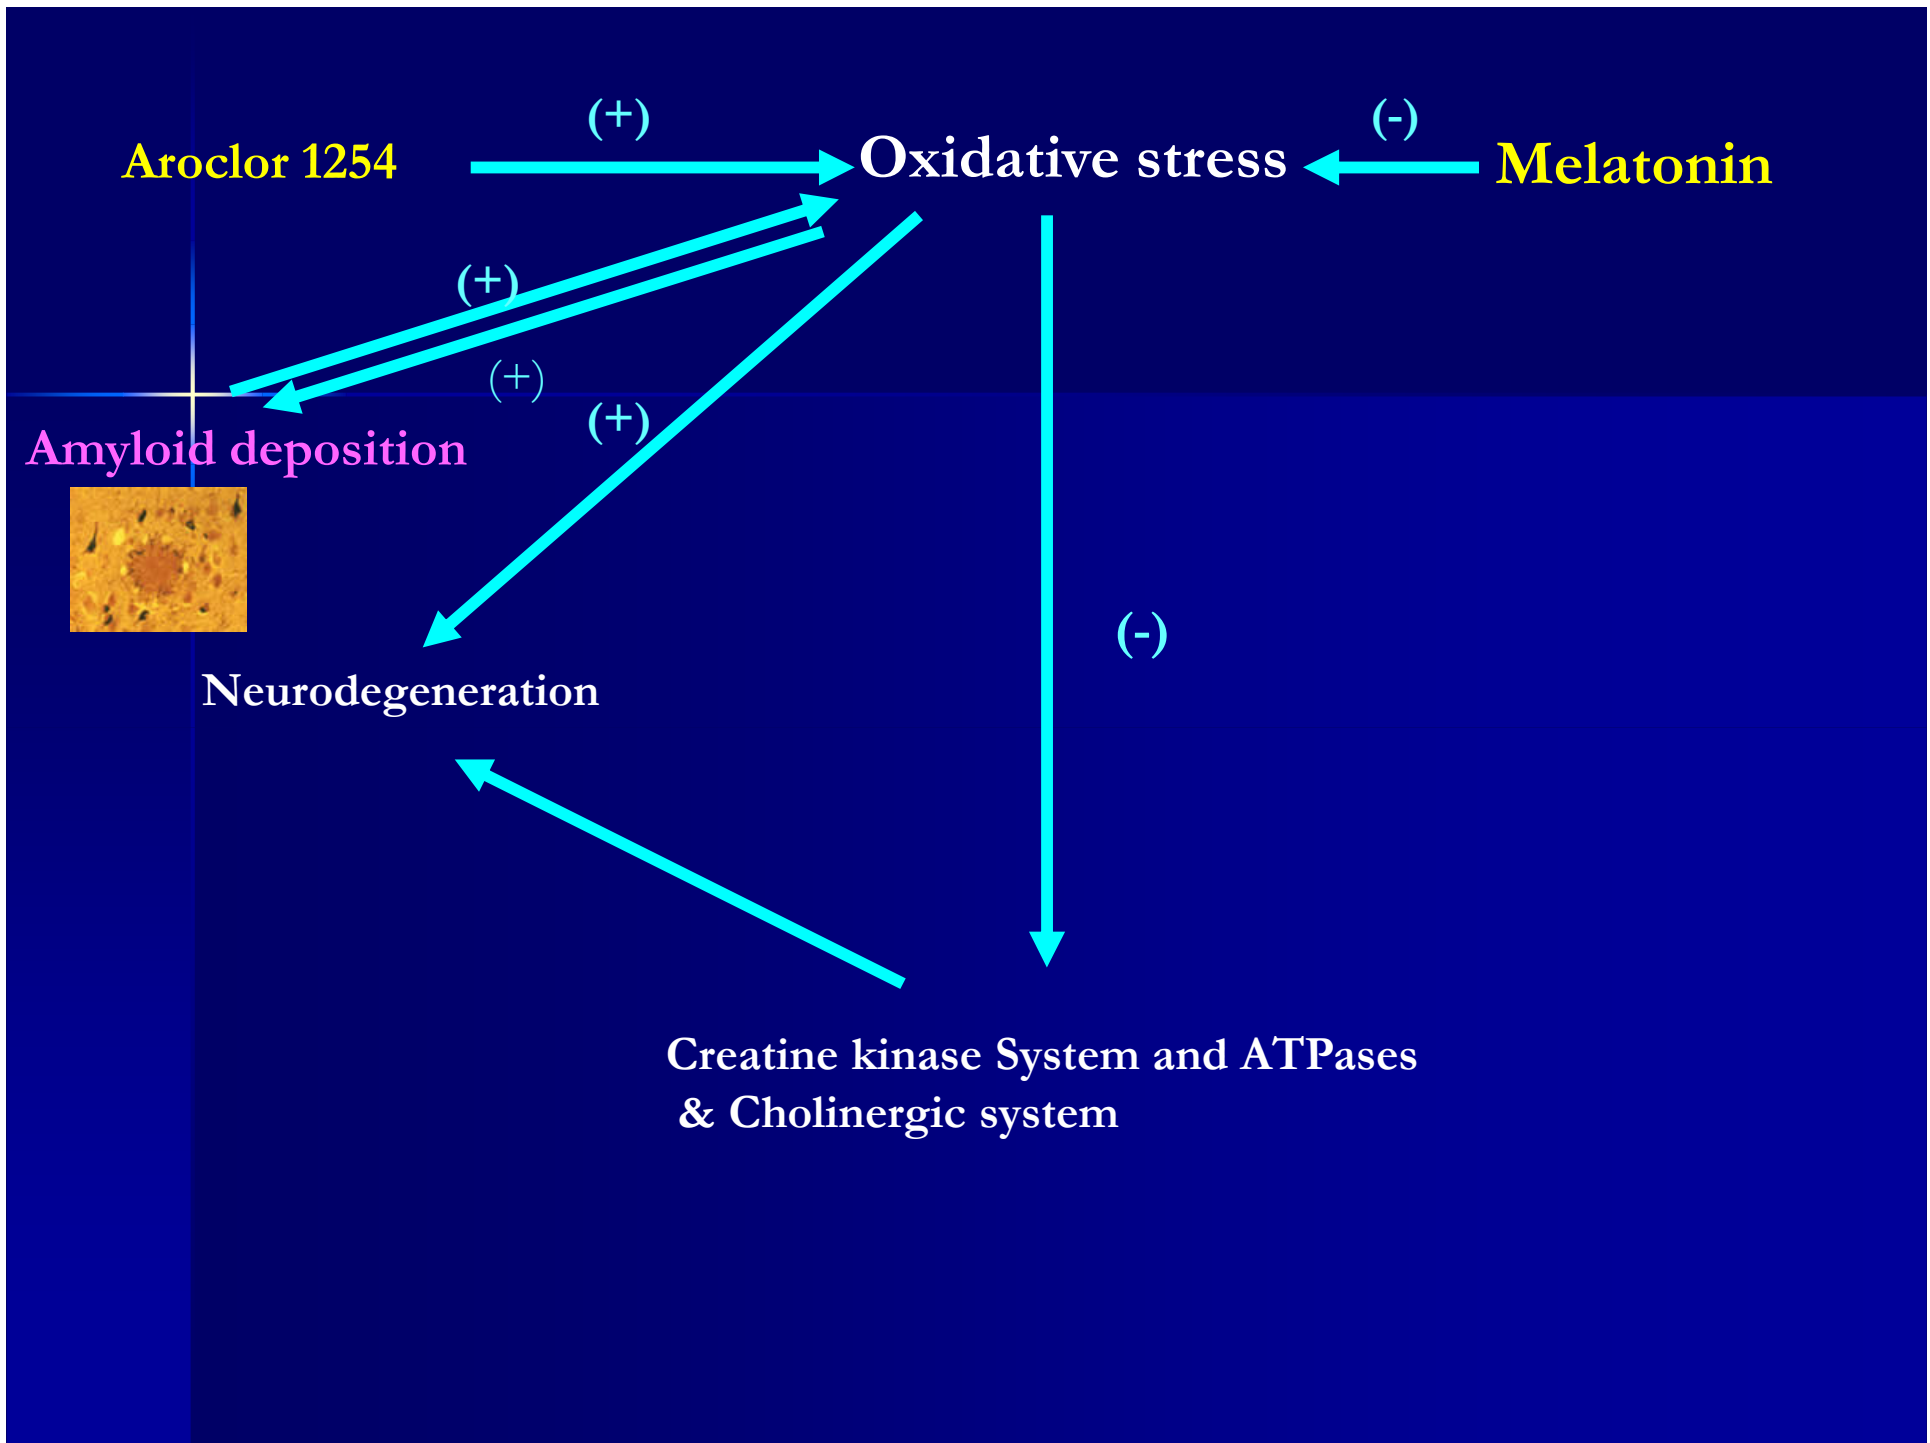 (+)
(-)
Aroclor 1254
Oxidative stress
Melatonin
(+)
(+)
(+)
Amyloid deposition
(-)
Neurodegeneration
Creatine kinase System and ATPases
& Cholinergic system